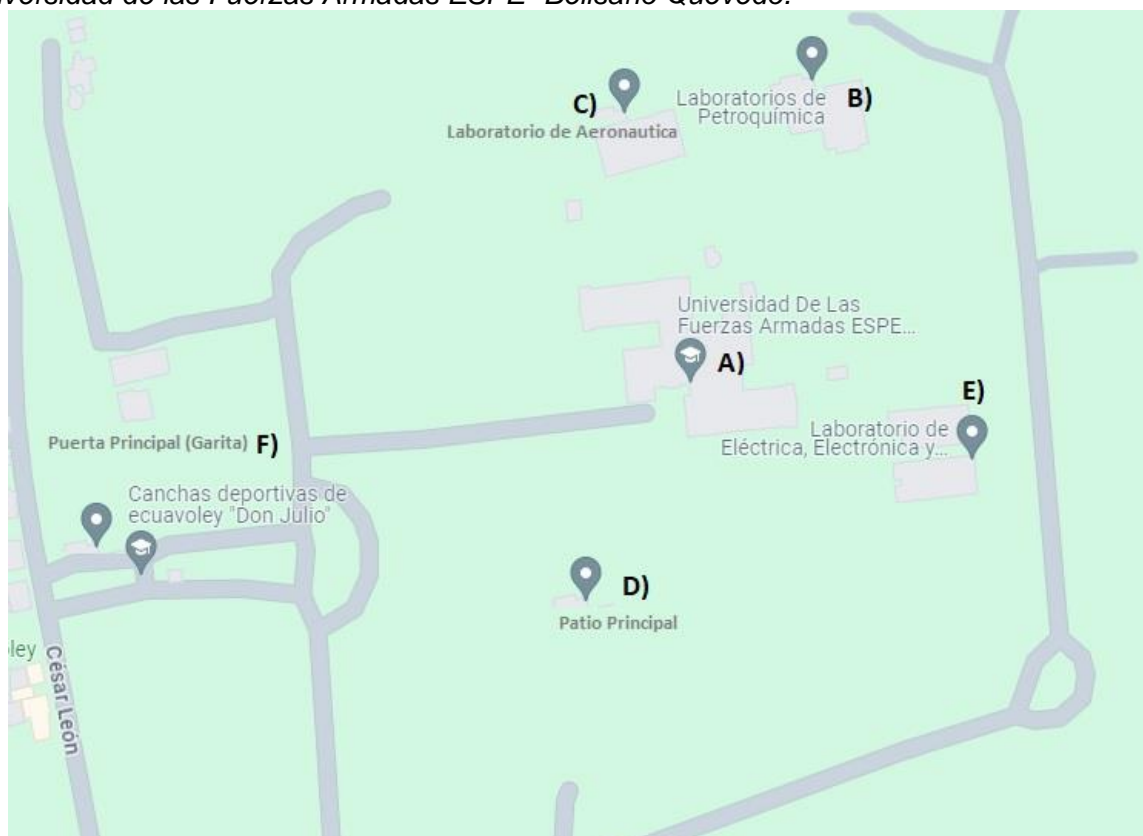 versidad de las Fuerzas Armadas ESPE "Belisario Quevedo.
C)
Laboratorio de Aeronautica
Laboratorios de
Petroquímica
B)
Universidad De Las
Fuerzas Armadas ESPE...
A)
E)
Laboratorio de
Eléctrica, Electrónica y...
Puerta Principal (Garita) F)
Canchas deportivas de
ecuavoley "Don Julio"
D)
Patio Principal
ley
César León